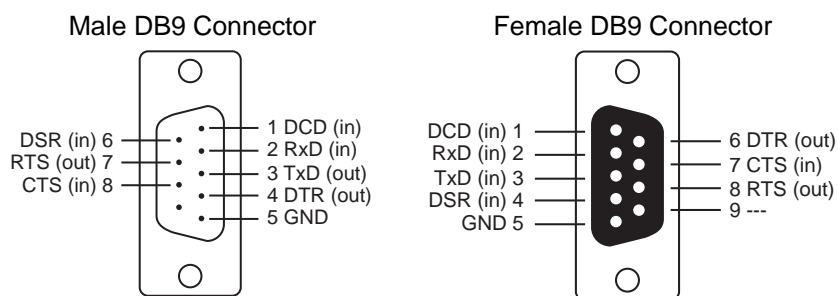 Male DB9 Connector
DSR (in) 6
RTS (out) 7
CTS (in) 8
1 DCD (in)
2 RxD (in)
3 TxD (out)
4 DTR (out)
5 GND
Female DB9 Connector
DCD (in) 1
RxD (in) 2
TxD (in) 3
DSR (in) 4
GND 5
6 DTR (out)
7 CTS (in)
8 RTS (out)
9 ---